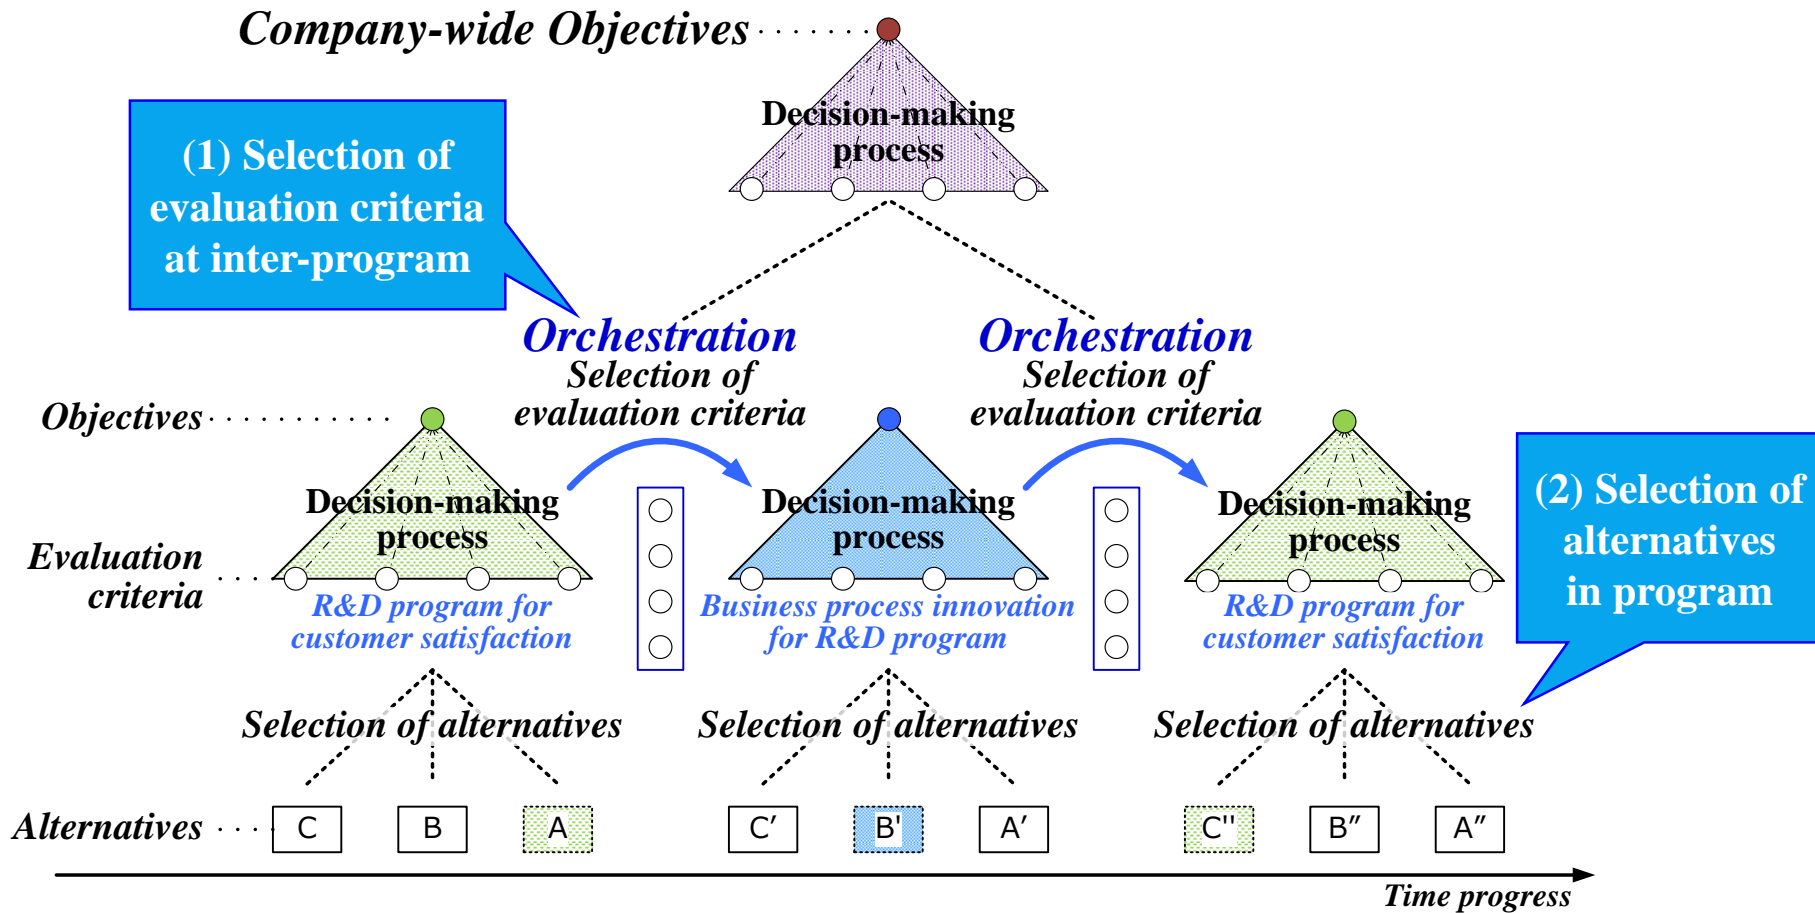 Company-wide Objectives
Decision-making
process
(1) Selection of
evaluation criteria
at inter-program
Orchestration
Selection of
evaluation criteria
Orchestration
Selection of
evaluation criteria
Objectives
Decision-making
process
Decision-making
process
Decision-making
process
(2) Selection of
alternatives
in program
Evaluation
criteria
R&D program for
customer satisfaction
Business process innovation
for R&D program
R&D program for
customer satisfaction
Selection of alternatives
Selection of alternatives
Selection of alternatives
Alternatives
C
B
A
C′
B'
A′
C"
B″
A″
Time progress